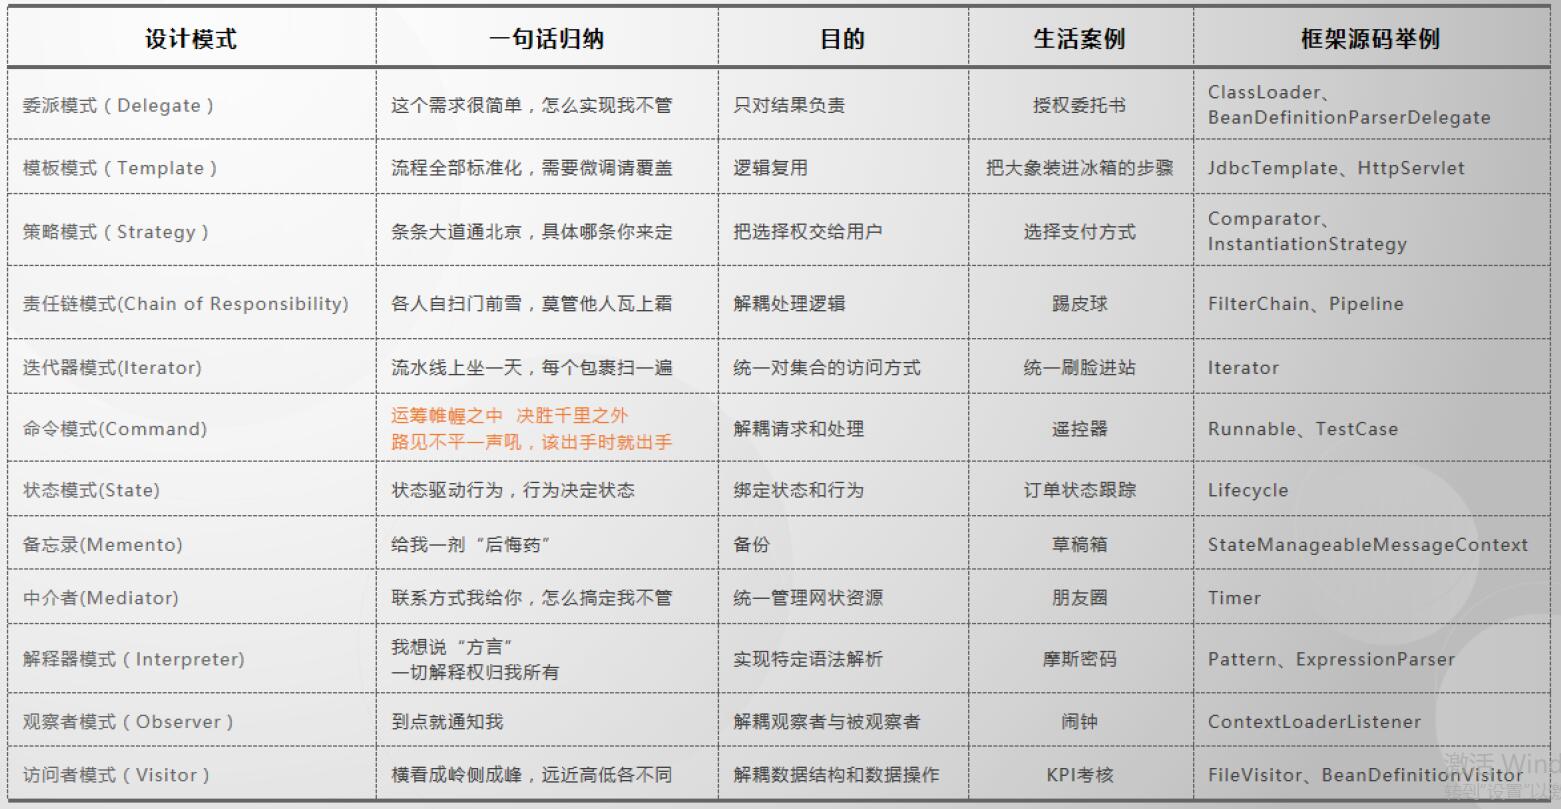 设计模式 一句话归纳 目的 生活案例 框架源码举例
委派模式（Delegate） 这个需求很简单，怎么实现我不管 只对结果负责 授权委托书 ClassLoader、
BeanDefinitionParserDelegate
模板模式（Template） 流程全部标准化，需要微调请覆盖 逻辑复用 把大象装进冰箱的步骤 JdbcTemplate、HttpServlet
策略模式（Strategy） 条条大道通北京，具体哪条你来定 把选择权交给用户 选择支付方式 Comparator、
InstantiationStrategy
责任链模式(Chain of Responsibility) 各人自扫门前雪，莫管他人瓦上霜 解耦处理逻辑 踢皮球 FilterChain、Pipeline
迭代器模式(Iterator) 流水线上坐一天，每个包裹扫一遍 统一对集合的访问方式 统一刷脸进站 Iterator
命令模式(Command) 运筹帷幄之中 决胜千里之外
路见不平一声吼，该出手时就出手 解耦请求和处理 遥控器 Runnable、TestCase
状态模式(State) 状态驱动行为，行为决定状态 绑定状态和行为 订单状态跟踪 Lifecycle
备忘录(Memento) 给我一剂“后悔药” 备份 草稿箱 StateManageableMessageContext
中介者(Mediator) 联系方式我给你，怎么搞定我不管 统一管理网状资源 朋友圈 Timer
解释器模式（Interpreter) 我想说“方言”
一切解释权归我所有 实现特定语法解析 摩斯密码 Pattern、ExpressionParser
观察者模式（Observer） 到点就通知我 解耦观察者与被观察者 闹钟 ContextLoaderListener
访问者模式（Visitor） 横看成岭侧成峰，远近高低各不同 解耦数据结构和数据操作 KPI考核 FileVisitor、BeanDefinitionVisitor
激活 Wind
转到“设置”以